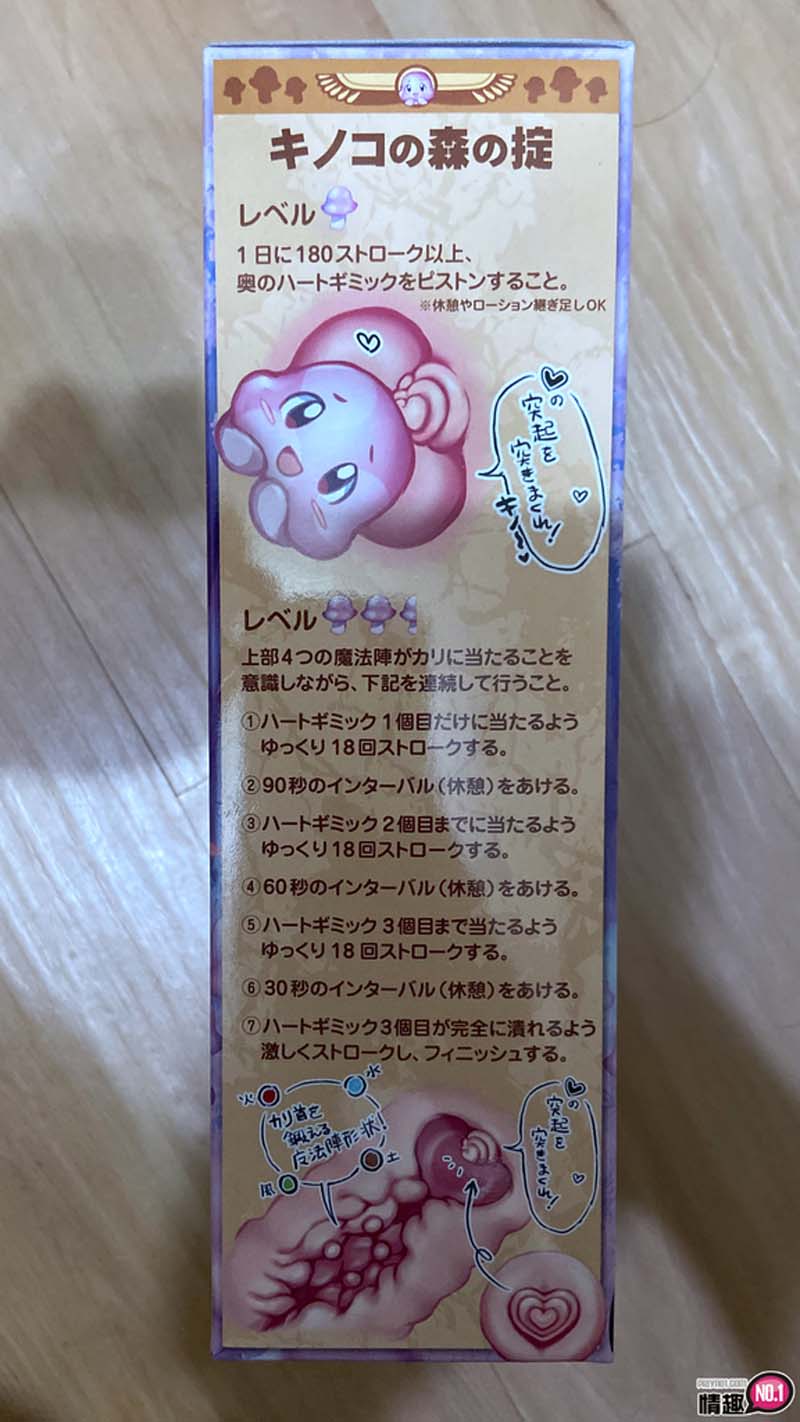 キノコの森の掟
レベル
1日に180ストローク以上、
奥のハートギミックをピストンすること。
※休憩やローション継ぎ足しOK
の
突起を
突きまくれ!
キノ〜
レベル
上部4つの魔法陣がカリに当たることを
意識しながら、下記を連続して行うこと。
①ハートギミック1個目だけに当たるよう
ゆっくり18回ストロークする。
②90秒のインターバル(休憩)をあける。
③ハートギミック2個目までに当たるよう
ゆっくり18回ストロークする。
④60秒のインターバル(休憩)をあける。
⑤ハートギミック3個目まで当たるよう
ゆっくり18回ストロークする。
⑥30秒のインターバル(休憩)をあける。
⑦ハートギミック3個目が完全に潰れるよう
激しくストロークし、フィニッシュする。
火
水
カリ首を
鍛える
魔法陣形状!
風
土
の
突起を
突きまくれ!
playno1.com
情趣
NO.1